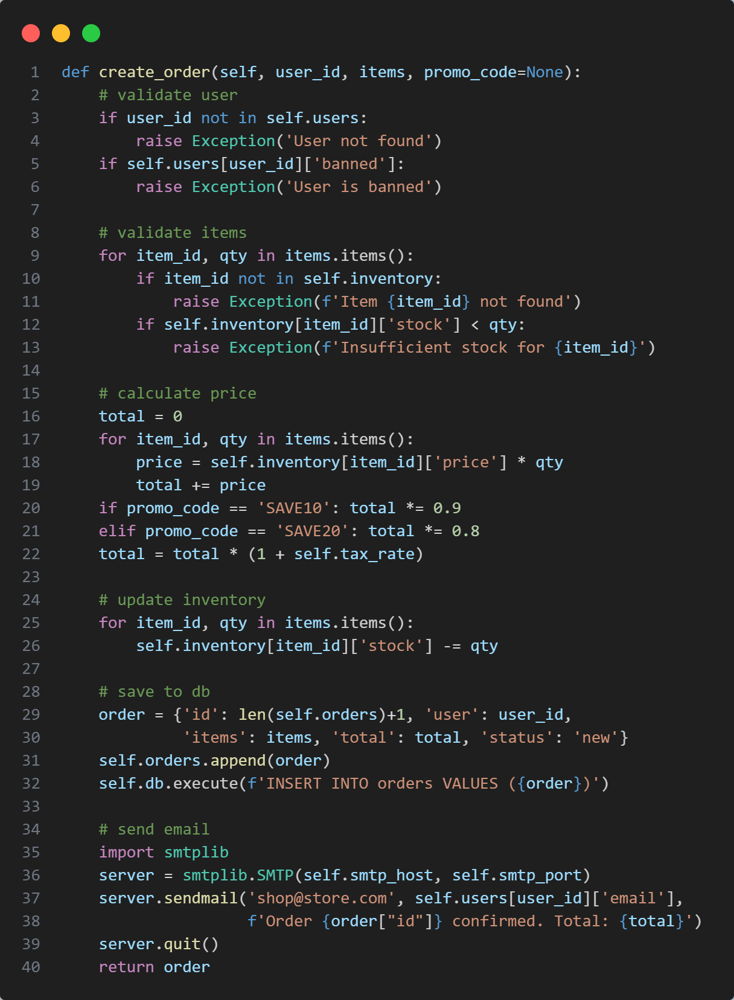 1 def create_order(self, user_id, items, promo_code=None):
2     # validate user
3     if user_id not in self.users:
4         raise Exception('User not found')
5     if self.users[user_id]['banned']:
6         raise Exception('User is banned')
7
8     # validate items
9     for item_id, qty in items.items():
10         if item_id not in self.inventory:
11             raise Exception(f'Item {item_id} not found')
12         if self.inventory[item_id]['stock'] < qty:
13             raise Exception(f'Insufficient stock for {item_id}')
14
15     # calculate price
16     total = 0
17     for item_id, qty in items.items():
18         price = self.inventory[item_id]['price'] * qty
19         total += price
20     if promo_code == 'SAVE10': total *= 0.9
21     elif promo_code == 'SAVE20': total *= 0.8
22     total = total * (1 + self.tax_rate)
23
24     # update inventory
25     for item_id, qty in items.items():
26         self.inventory[item_id]['stock'] -= qty
27
28     # save to db
29     order = {'id': len(self.orders)+1, 'user': user_id,
30              'items': items, 'total': total, 'status': 'new'}
31     self.orders.append(order)
32     self.db.execute(f'INSERT INTO orders VALUES ({order})')
33
34     # send email
35     import smtplib
36     server = smtplib.SMTP(self.smtp_host, self.smtp_port)
37     server.sendmail('shop@store.com', self.users[user_id]['email'],
38                     f'Order {order["id"]} confirmed. Total: {total}')
39     server.quit()
40     return order